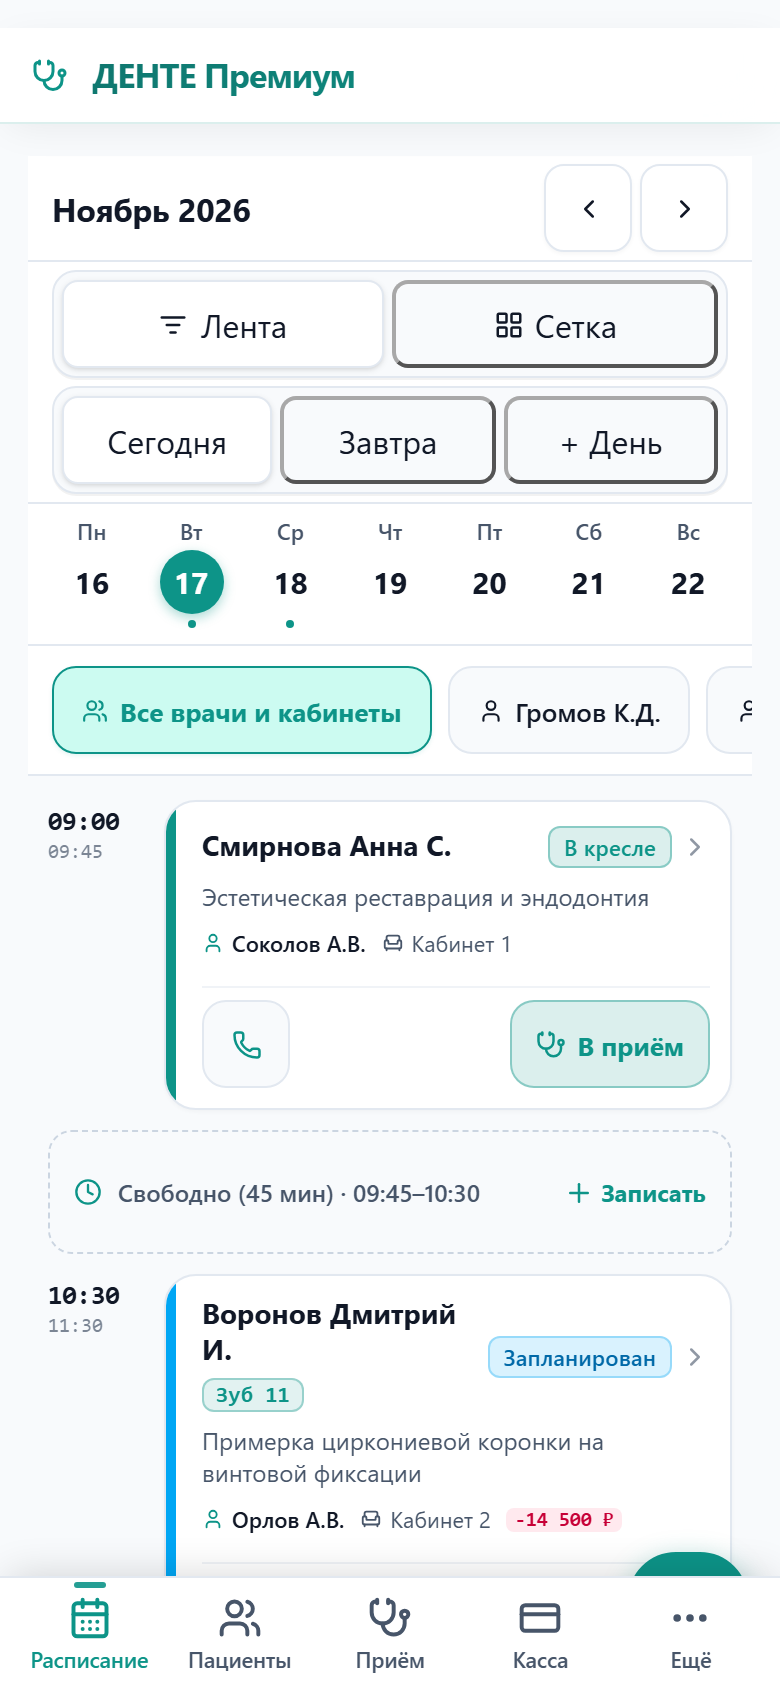 ДЕНТЕ Премиум
Ноябрь 2026
Лента
Сетка
Сегодня
Завтра
+ День
Пн Вт Ср Чт Пт Сб Вс
16 17 18 19 20 21 22
Все врачи и кабинеты
Громов К.Д.
09:00
09:45
Смирнова Анна С.
В кресле
Эстетическая реставрация и эндодонтия
Соколов А.В. Кабинет 1
В приём
Свободно (45 мин) · 09:45–10:30
+ Записать
10:30
11:30
Воронов Дмитрий
И.
Запланирован
Зуб 11
Примерка циркониевой коронки на
винтовой фиксации
Орлов А.В. Кабинет 2 -14 500 ₽
Расписание Пациенты Приём Касса Ещё